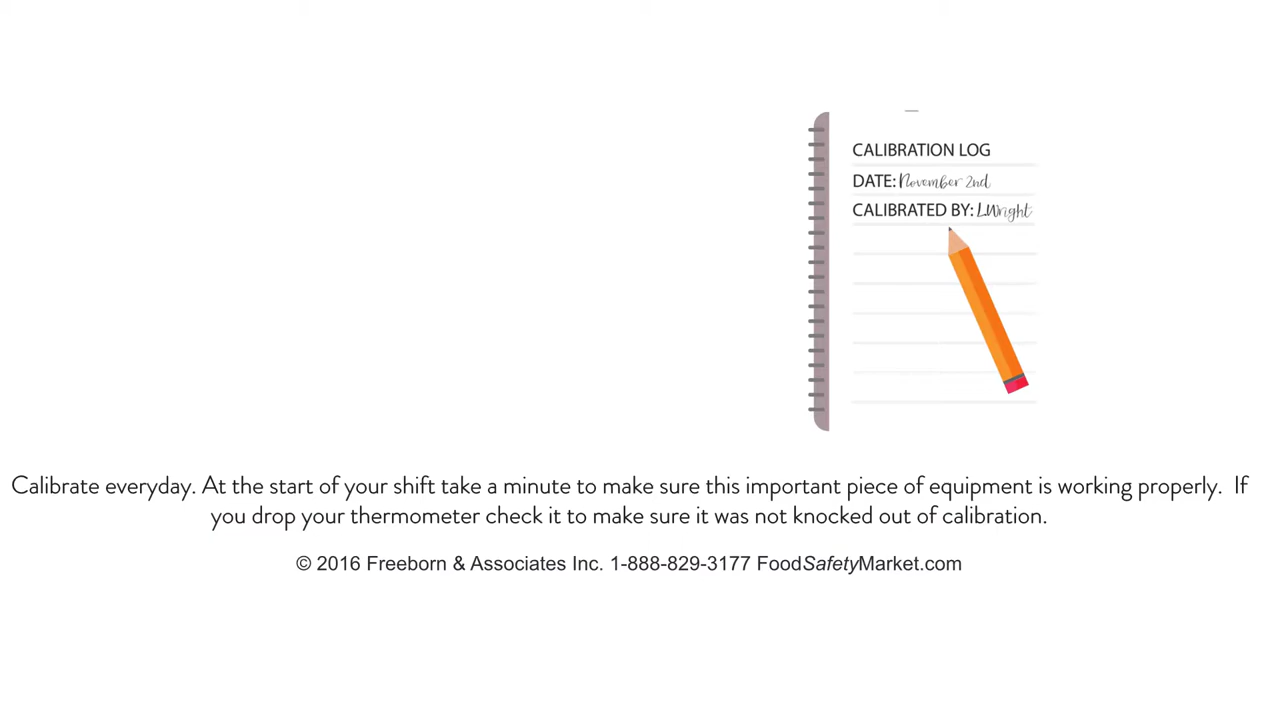 CALIBRATION LOG
DATE: November 2nd
CALIBRATED BY: L.Wright
Calibrate everyday. At the start of your shift take a minute to make sure this important piece of equipment is working properly.  If
you drop your thermometer check it to make sure it was not knocked out of calibration.
© 2016 Freeborn & Associates Inc. 1-888-829-3177 FoodSafetyMarket.com